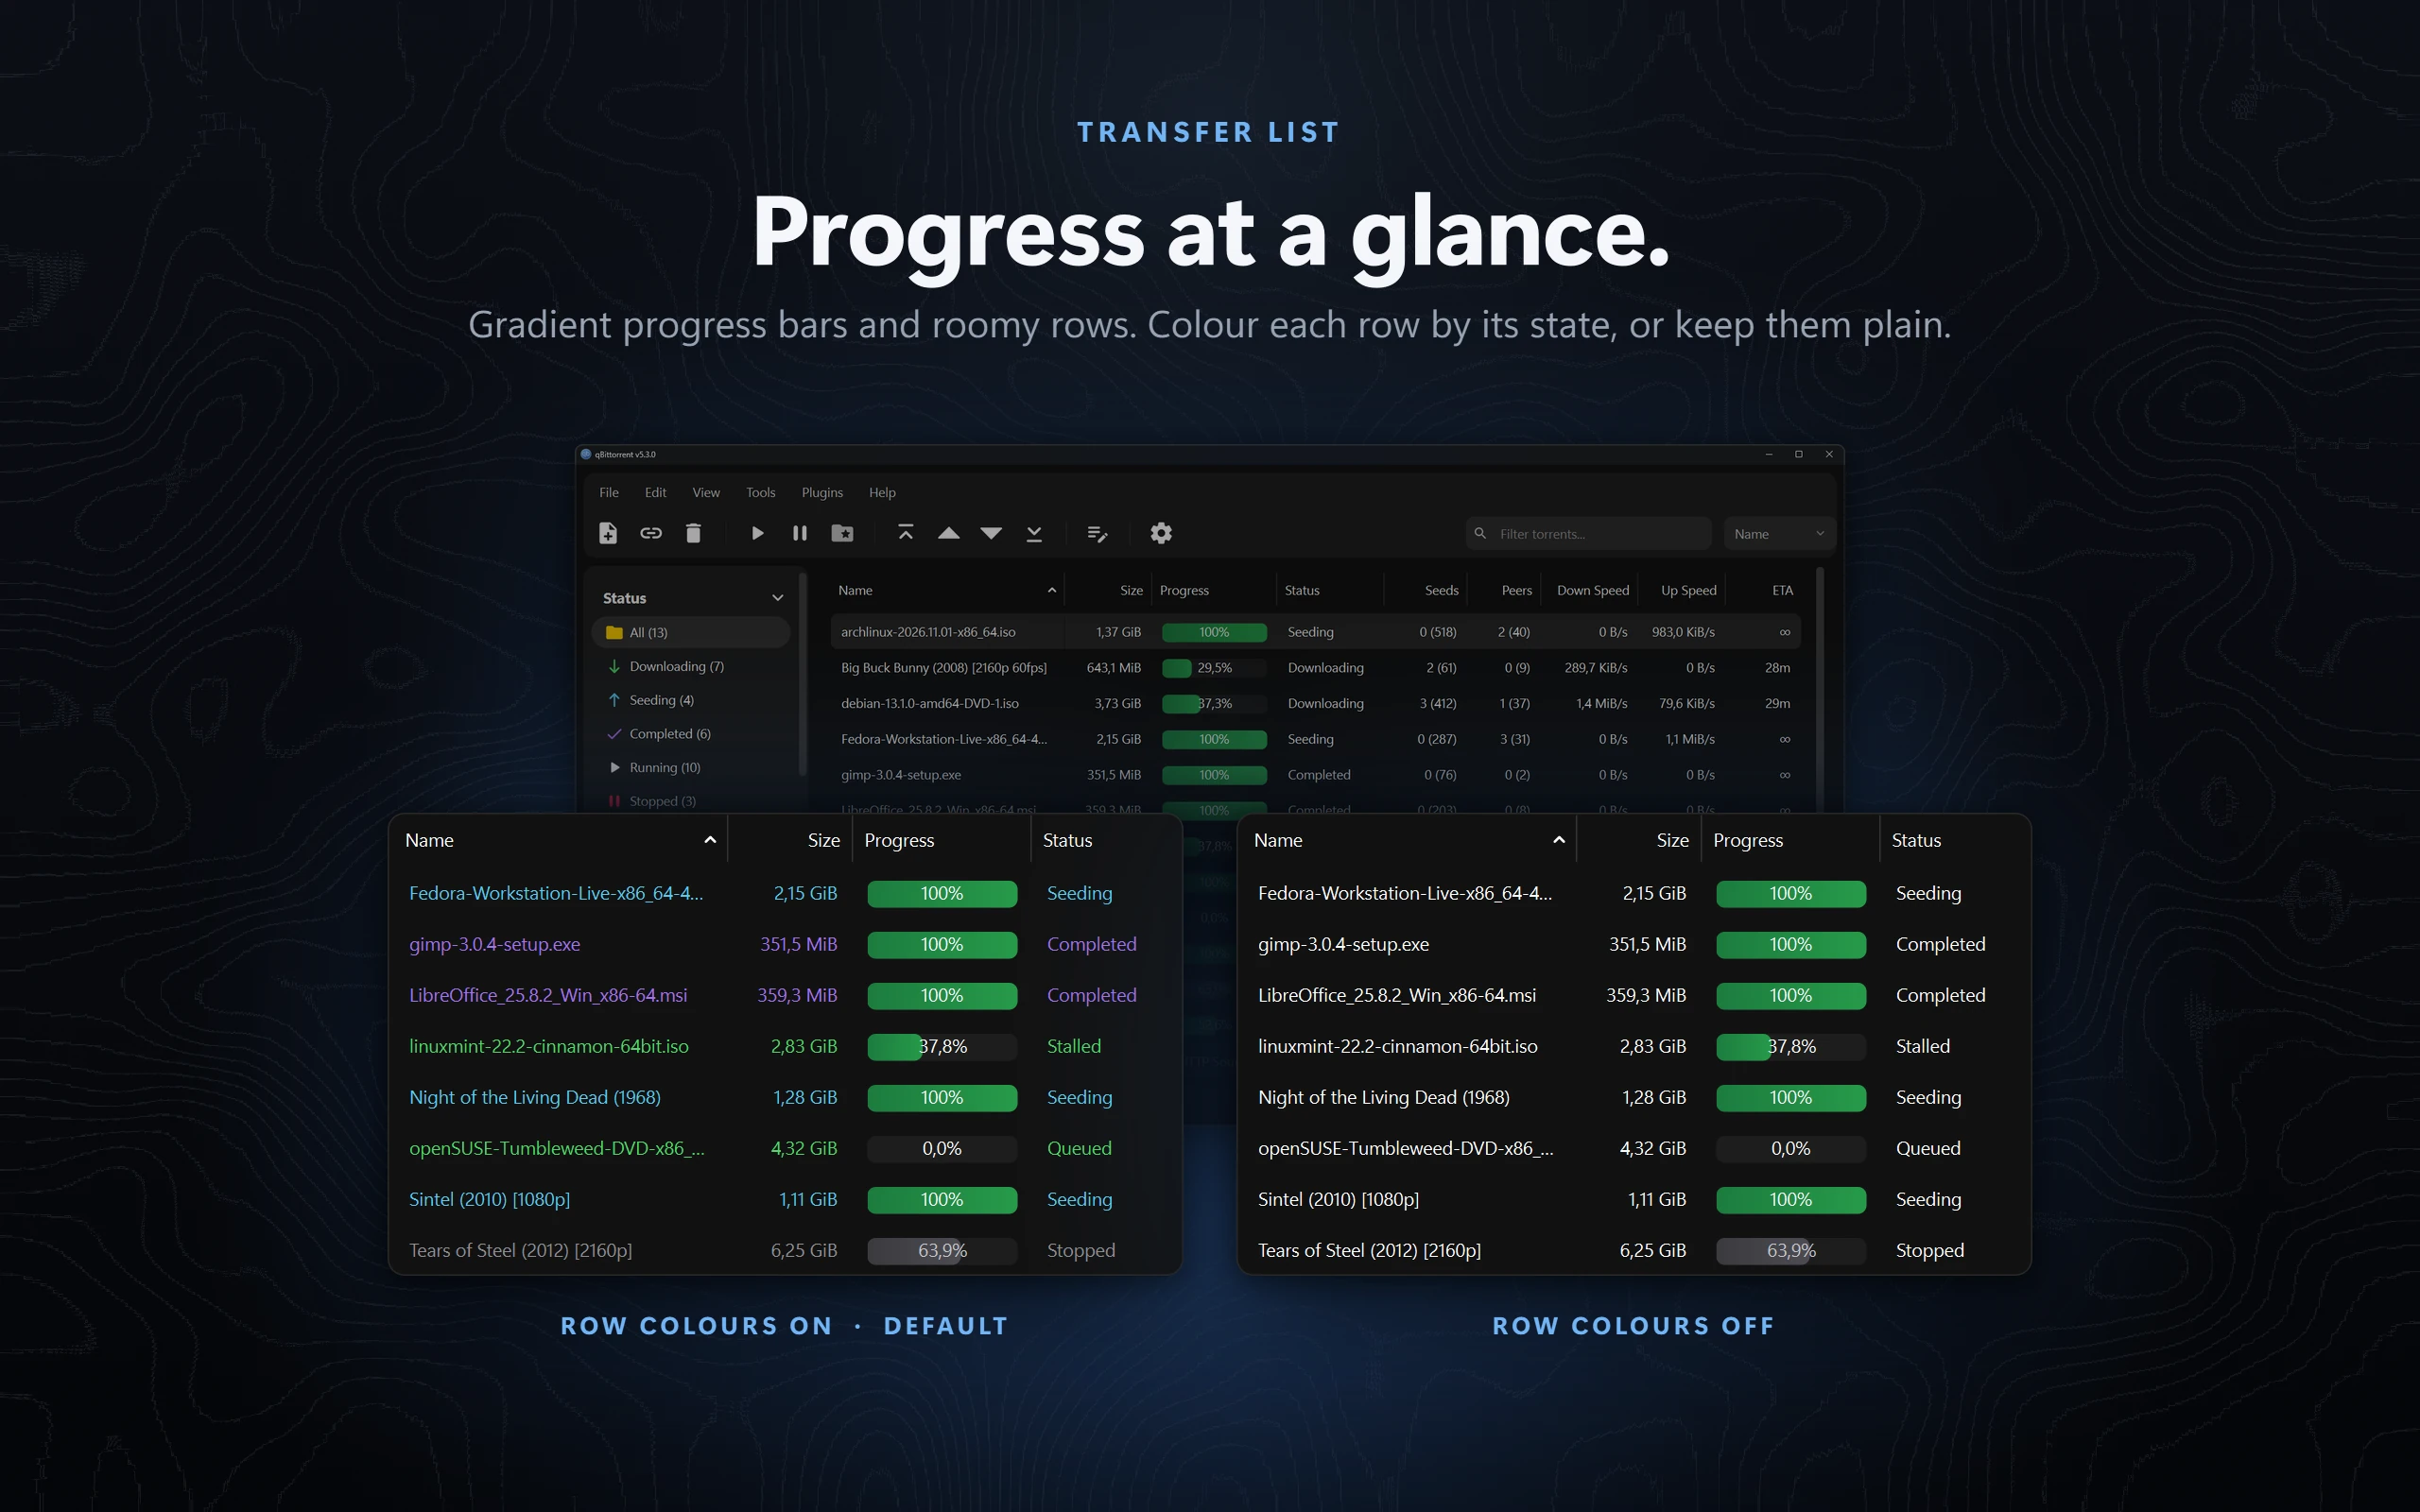 TRANSFER LIST
Progress at a glance.
Gradient progress bars and roomy rows. Colour each row by its state, or keep them plain.
qBittorrent v5.3.0
File Edit View Tools Plugins Help
Filter torrents... Name
Status
All (13)
Downloading (7)
Seeding (4)
Completed (6)
Running (10)
Stopped (3)
Name Size Progress Status Seeds Peers Down Speed Up Speed ETA
archlinux-2026.11.01-x86_64.iso 1,37 GiB 100% Seeding 0 (518) 2 (40) 0 B/s 983,0 KiB/s ∞
Big Buck Bunny (2008) [2160p 60fps] 643,1 MiB 29,5% Downloading 2 (61) 0 (9) 289,7 KiB/s 0 B/s 28m
debian-13.1.0-amd64-DVD-1.iso 3,73 GiB 37,3% Downloading 3 (412) 1 (37) 1,4 MiB/s 79,6 KiB/s 29m
Fedora-Workstation-Live-x86_64-4... 2,15 GiB 100% Seeding 0 (287) 3 (31) 0 B/s 1,1 MiB/s ∞
gimp-3.0.4-setup.exe 351,5 MiB 100% Completed 0 (76) 0 (2) 0 B/s 0 B/s ∞
LibreOffice_25.8.2_Win_x86-64.msi 359,3 MiB 100% Completed 0 (203) 0 (8) 0 B/s 0 B/s ∞
Name Size Progress Status
Fedora-Workstation-Live-x86_64-4... 2,15 GiB 100% Seeding
gimp-3.0.4-setup.exe 351,5 MiB 100% Completed
LibreOffice_25.8.2_Win_x86-64.msi 359,3 MiB 100% Completed
linuxmint-22.2-cinnamon-64bit.iso 2,83 GiB 37,8% Stalled
Night of the Living Dead (1968) 1,28 GiB 100% Seeding
openSUSE-Tumbleweed-DVD-x86_... 4,32 GiB 0,0% Queued
Sintel (2010) [1080p] 1,11 GiB 100% Seeding
Tears of Steel (2012) [2160p] 6,25 GiB 63,9% Stopped
ROW COLOURS ON · DEFAULT
Name Size Progress Status
Fedora-Workstation-Live-x86_64-4... 2,15 GiB 100% Seeding
gimp-3.0.4-setup.exe 351,5 MiB 100% Completed
LibreOffice_25.8.2_Win_x86-64.msi 359,3 MiB 100% Completed
linuxmint-22.2-cinnamon-64bit.iso 2,83 GiB 37,8% Stalled
Night of the Living Dead (1968) 1,28 GiB 100% Seeding
openSUSE-Tumbleweed-DVD-x86_... 4,32 GiB 0,0% Queued
Sintel (2010) [1080p] 1,11 GiB 100% Seeding
Tears of Steel (2012) [2160p] 6,25 GiB 63,9% Stopped
ROW COLOURS OFF